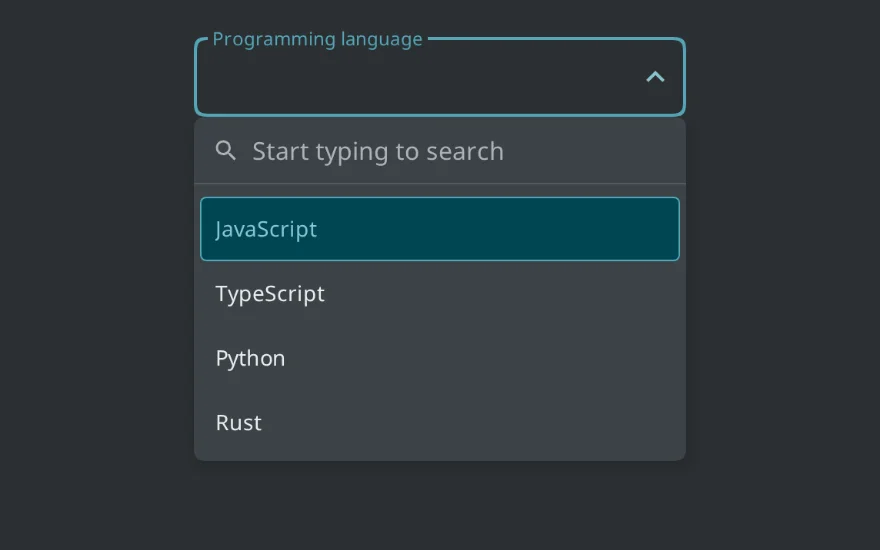 Programming language
Start typing to search
JavaScript
TypeScript
Python
Rust